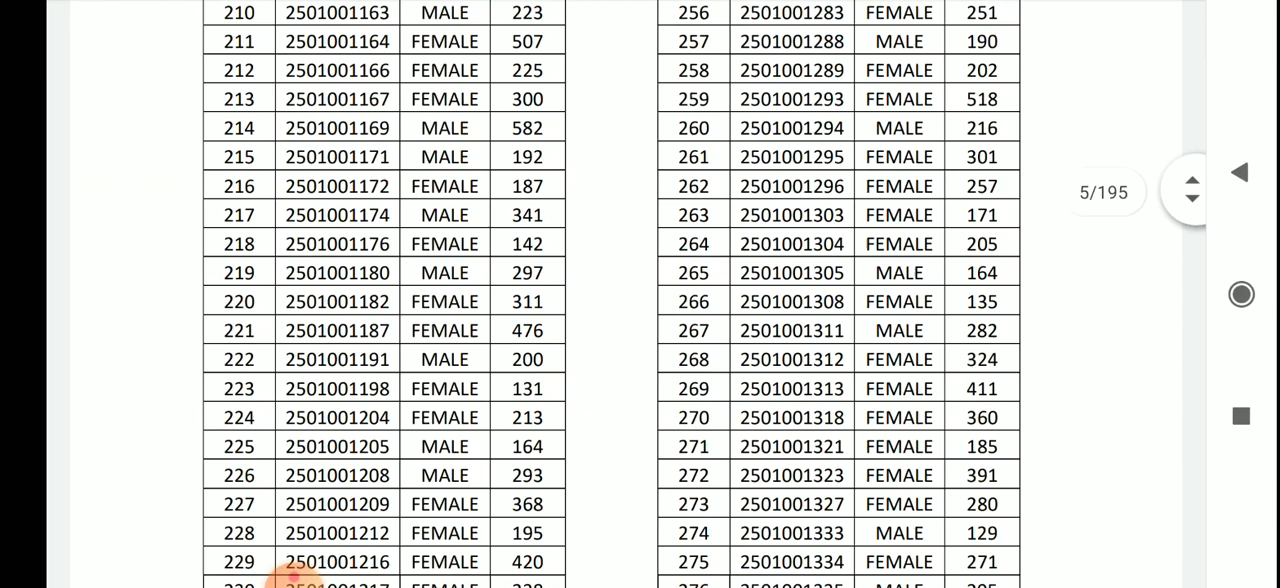 210 2501001163 MALE 223
211 2501001164 FEMALE 507
212 2501001166 FEMALE 225
213 2501001167 FEMALE 300
214 2501001169 MALE 582
215 2501001171 MALE 192
216 2501001172 FEMALE 187
217 2501001174 MALE 341
218 2501001176 FEMALE 142
219 2501001180 MALE 297
220 2501001182 FEMALE 311
221 2501001187 FEMALE 476
222 2501001191 MALE 200
223 2501001198 FEMALE 131
224 2501001204 FEMALE 213
225 2501001205 MALE 164
226 2501001208 MALE 293
227 2501001209 FEMALE 368
228 2501001212 FEMALE 195
229 2501001216 FEMALE 420
256 2501001283 FEMALE 251
257 2501001288 MALE 190
258 2501001289 FEMALE 202
259 2501001293 FEMALE 518
260 2501001294 MALE 216
261 2501001295 FEMALE 301
262 2501001296 FEMALE 257
263 2501001303 FEMALE 171
264 2501001304 FEMALE 205
265 2501001305 MALE 164
266 2501001308 FEMALE 135
267 2501001311 MALE 282
268 2501001312 FEMALE 324
269 2501001313 FEMALE 411
270 2501001318 FEMALE 360
271 2501001321 FEMALE 185
272 2501001323 FEMALE 391
273 2501001327 FEMALE 280
274 2501001333 MALE 129
275 2501001334 FEMALE 271
5/195